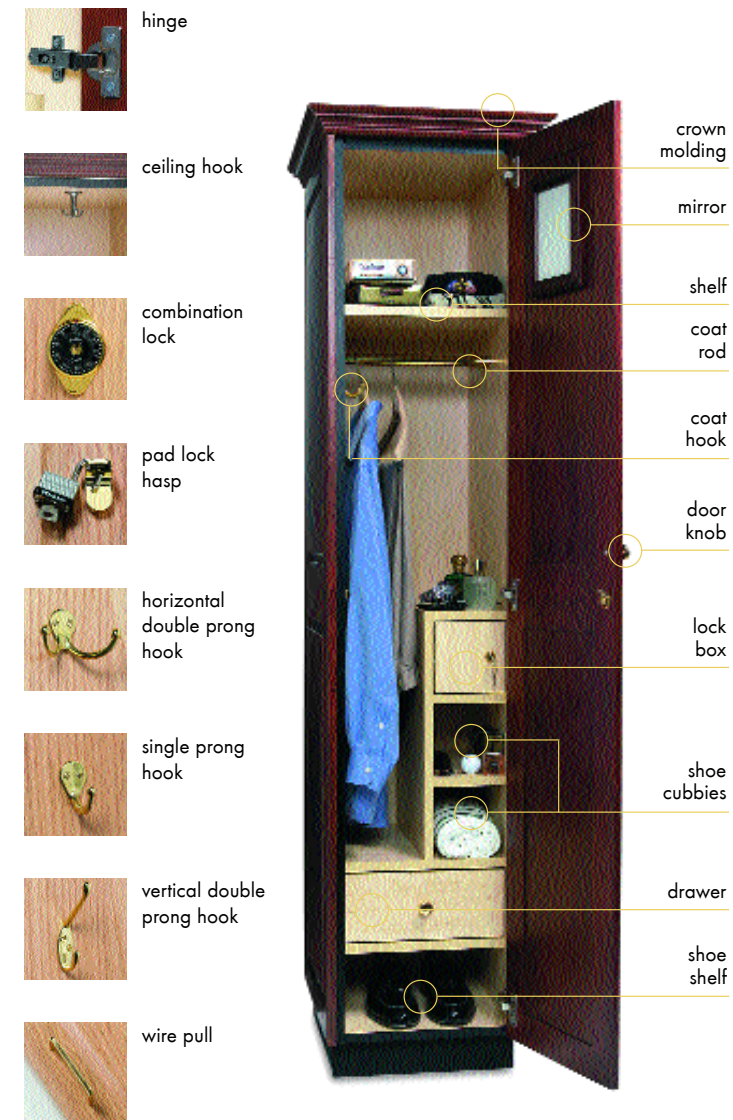 hinge
ceiling hook
combination
lock
pad lock
hasp
horizontal
double prong
hook
single prong
hook
vertical double
prong hook
wire pull
crown
molding
mirror
shelf
coat
rod
coat
hook
door
knob
lock
box
shoe
cubbies
drawer
shoe
shelf